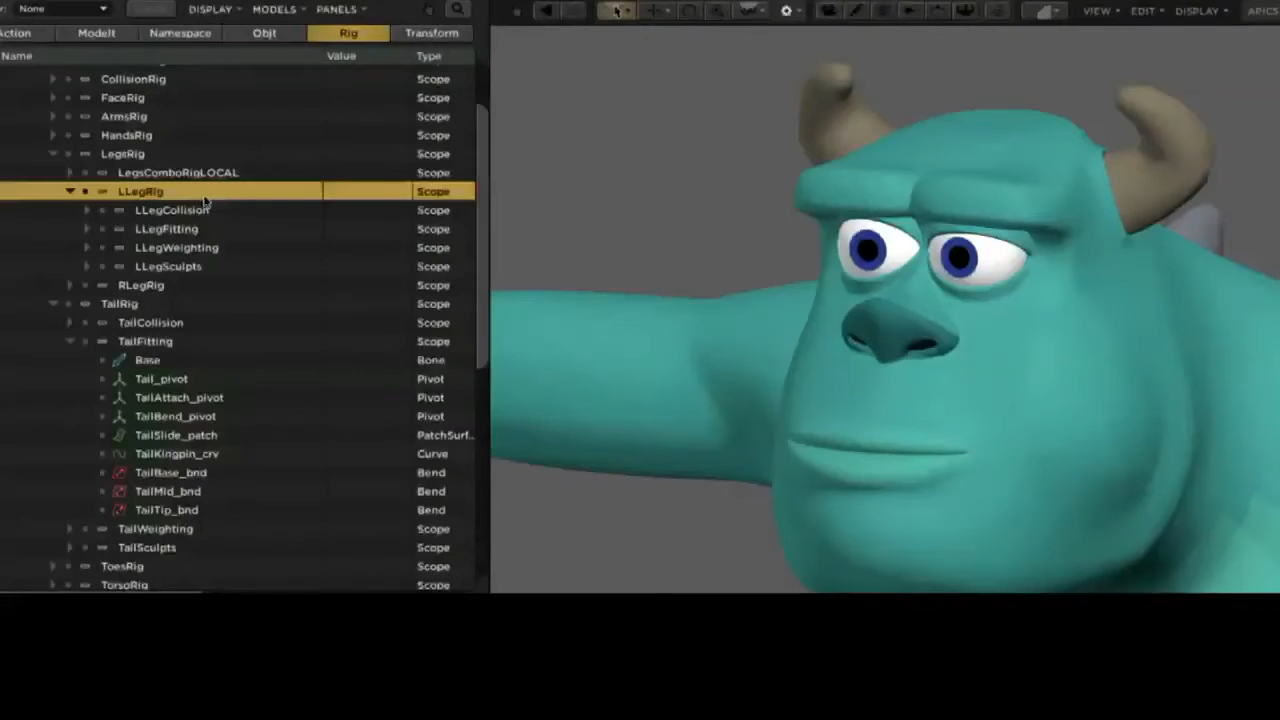 None DISPLAY MODELS PANELS VIEW EDIT DISPLAY APICS
Action Modelt Namespace Objt Rig Transform
Name Value Type
CollisionRig Scope
FaceRig Scope
ArmsRig Scope
HandsRig Scope
LegsRig Scope
LegsComboRigLOCAL Scope
LLegRig Scope
LLegCollision Scope
LLegFitting Scope
LLegWeighting Scope
LLegSculpts Scope
RLegRig Scope
TailRig Scope
TailCollision Scope
TailFitting Scope
Base Bone
Tail_pivot Pivot
TailAttach_pivot Pivot
TailBend_pivot Pivot
TailSlide_patch PatchSurf..
TailKingpin_crv Curve
TailBase_bnd Bend
TailMid_bnd Bend
TailTip_bnd Bend
TailWeighting Scope
TailSculpts Scope
ToesRig Scope
TorsoRig Scope